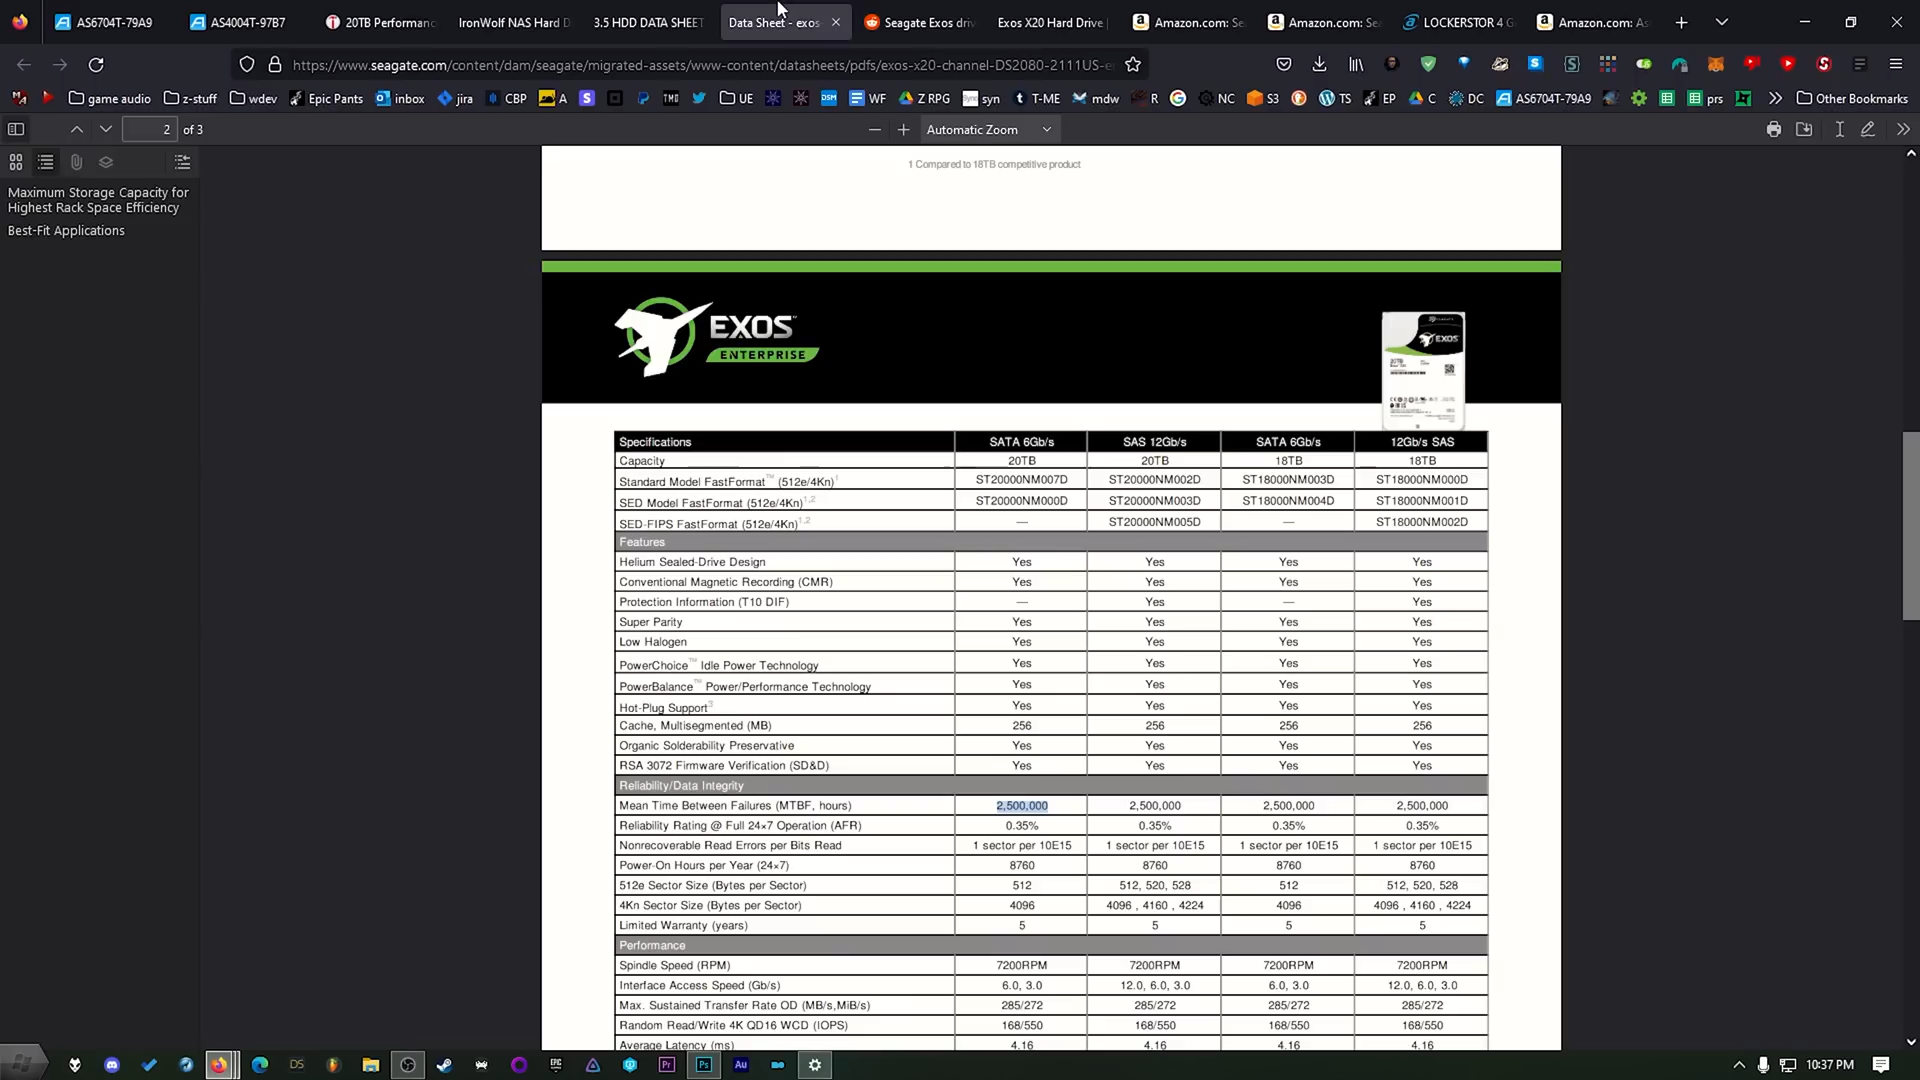 AS6704T-79A9
AS4004T-97B7
20TB Performanc
IronWolf NAS Hard D
3.5 HDD DATA SHEET
Data Sheet - exos-
Seagate Exos driv
Exos X20 Hard Drive |
Amazon.com: Se
Amazon.com: Sea
LOCKERSTOR 4 G
Amazon.com: As
https://www.seagate.com/content/dam/seagate/migrated-assets/www-content/datasheets/pdfs/exos-x20-channel-DS2080-2111US-en
game audio
z-stuff
wdev
Epic Pants
inbox
jira
CBP
A
UE
DSM
WF
Z RPG
syn
T-ME
mdw
R
NC
S3
TS
EP
C
DC
AS6704T-79A9
prs
Other Bookmarks
2 of 3
Automatic Zoom
Maximum Storage Capacity for
Highest Rack Space Efficiency
Best-Fit Applications
1 Compared to 18TB competitive product
EXOS
ENTERPRISE
EXOS
20TB
Specifications SATA 6Gb/s SAS 12Gb/s SATA 6Gb/s 12Gb/s SAS
Capacity 20TB 20TB 18TB 18TB
Standard Model FastFormat™ (512e/4Kn)1 ST20000NM007D ST20000NM002D ST18000NM003D ST18000NM000D
SED Model FastFormat (512e/4Kn)1,2 ST20000NM000D ST20000NM003D ST18000NM004D ST18000NM001D
SED-FIPS FastFormat (512e/4Kn)1,2 — ST20000NM005D — ST18000NM002D
Features
Helium Sealed-Drive Design Yes Yes Yes Yes
Conventional Magnetic Recording (CMR) Yes Yes Yes Yes
Protection Information (T10 DIF) — Yes — Yes
Super Parity Yes Yes Yes Yes
Low Halogen Yes Yes Yes Yes
PowerChoice™ Idle Power Technology Yes Yes Yes Yes
PowerBalance™ Power/Performance Technology Yes Yes Yes Yes
Hot-Plug Support3 Yes Yes Yes Yes
Cache, Multisegmented (MB) 256 256 256 256
Organic Solderability Preservative Yes Yes Yes Yes
RSA 3072 Firmware Verification (SD&D) Yes Yes Yes Yes
Reliability/Data Integrity
Mean Time Between Failures (MTBF, hours) 2,500,000 2,500,000 2,500,000 2,500,000
Reliability Rating @ Full 24×7 Operation (AFR) 0.35% 0.35% 0.35% 0.35%
Nonrecoverable Read Errors per Bits Read 1 sector per 10E15 1 sector per 10E15 1 sector per 10E15 1 sector per 10E15
Power-On Hours per Year (24×7) 8760 8760 8760 8760
512e Sector Size (Bytes per Sector) 512 512, 520, 528 512 512, 520, 528
4Kn Sector Size (Bytes per Sector) 4096 4096 , 4160 , 4224 4096 4096 , 4160 , 4224
Limited Warranty (years) 5 5 5 5
Performance
Spindle Speed (RPM) 7200RPM 7200RPM 7200RPM 7200RPM
Interface Access Speed (Gb/s) 6.0, 3.0 12.0, 6.0, 3.0 6.0, 3.0 12.0, 6.0, 3.0
Max. Sustained Transfer Rate OD (MB/s,MiB/s) 285/272 285/272 285/272 285/272
Random Read/Write 4K QD16 WCD (IOPS) 168/550 168/550 168/550 168/550
Average Latency (ms) 4.16 4.16 4.16 4.16
DS
EPIC
Pr
Ps
Au
10:37 PM